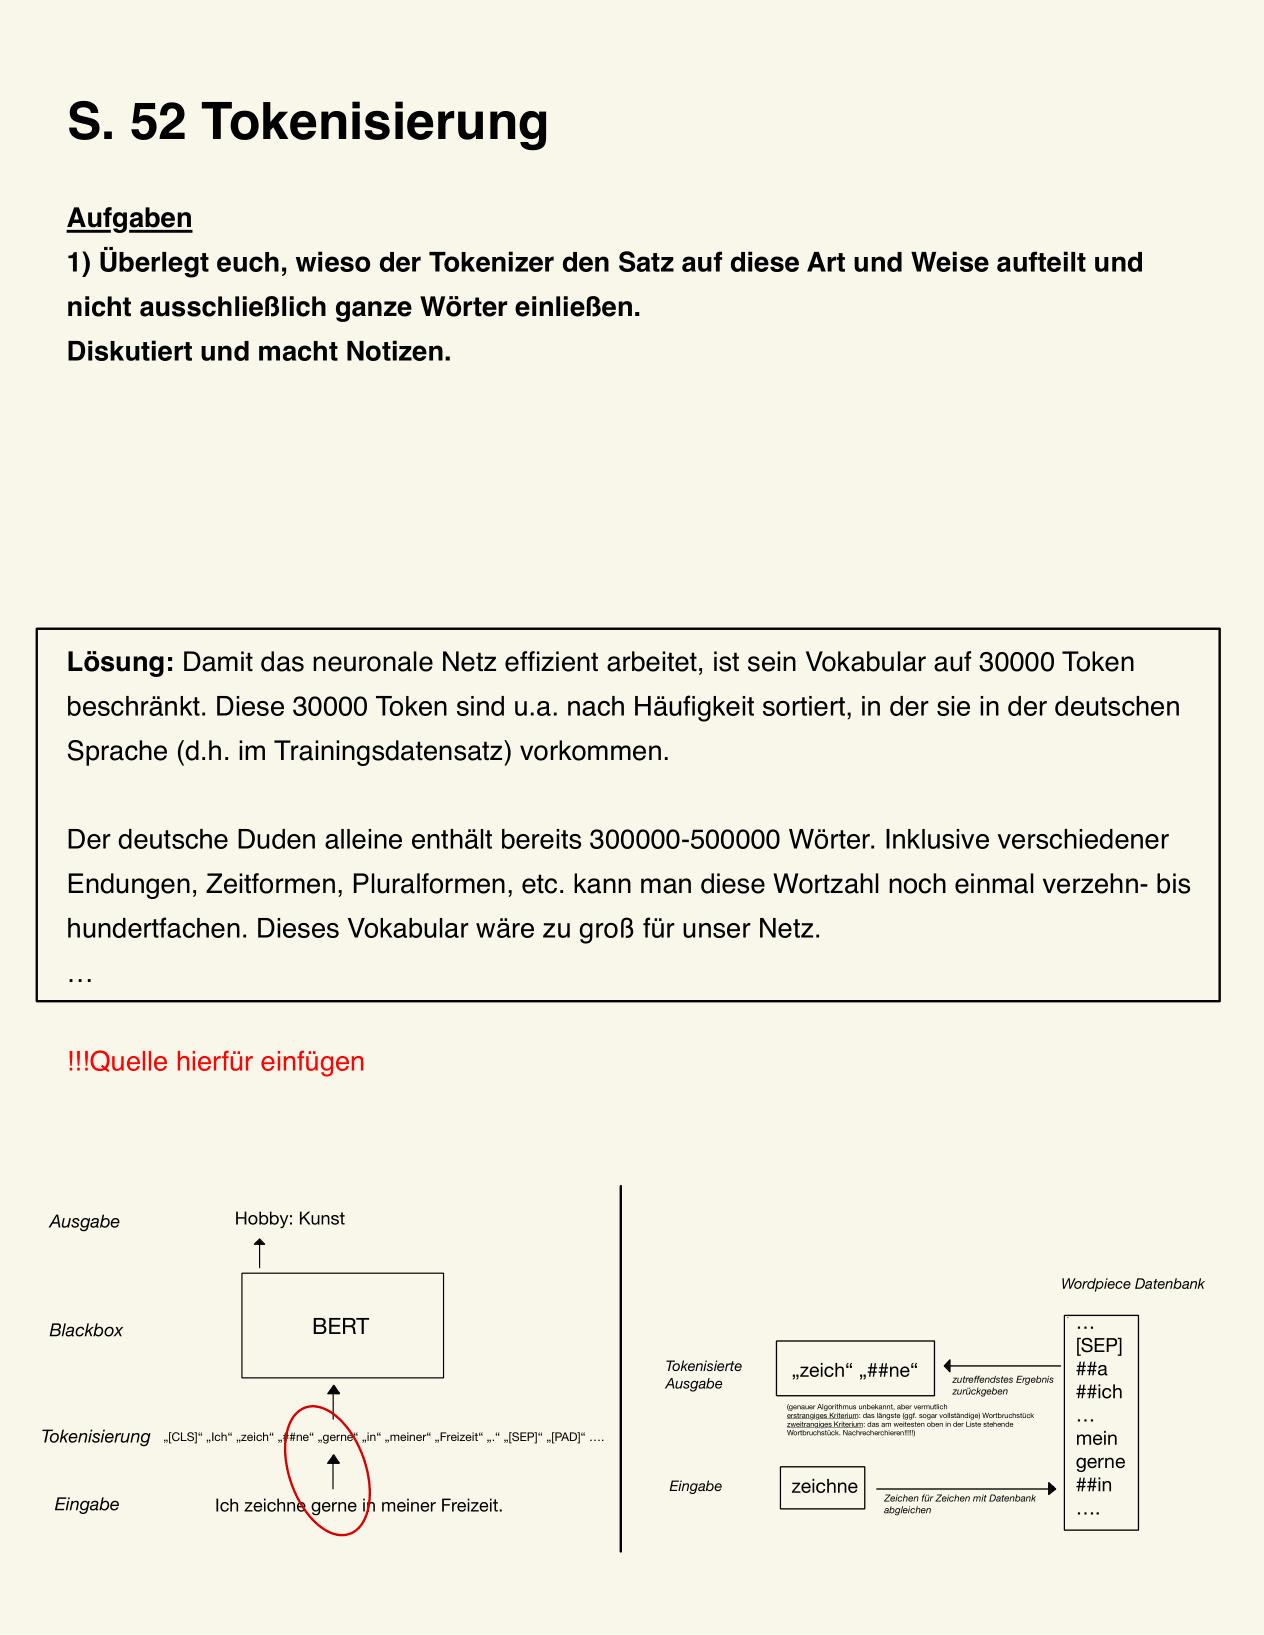 S. 52 Tokenisierung
Aufgaben
1) Überlegt euch, wieso der Tokenizer den Satz auf diese Art und Weise aufteilt und
nicht ausschließlich ganze Wörter einließen.
Diskutiert und macht Notizen.
Lösung: Damit das neuronale Netz effizient arbeitet, ist sein Vokabular auf 30000 Token
beschränkt. Diese 30000 Token sind u.a. nach Häufigkeit sortiert, in der sie in der deutschen
Sprache (d.h. im Trainingsdatensatz) vorkommen.
Der deutsche Duden alleine enthält bereits 300000-500000 Wörter. Inklusive verschiedener
Endungen, Zeitformen, Pluralformen, etc. kann man diese Wortzahl noch einmal verzehn- bis
hundertfachen. Dieses Vokabular wäre zu groß für unser Netz.
…
!!!Quelle hierfür einfügen
Ausgabe
Hobby: Kunst
Blackbox
BERT
Tokenisierung
„[CLS]“ „Ich“ „zeich“ „##ne“ „gerne“ „in“ „meiner“ „Freizeit“ „.“ „[SEP]“ „[PAD]“ ….
Eingabe
Ich zeichne gerne in meiner Freizeit.
Wordpiece Datenbank
…
[SEP]
##a
##ich
…
mein
gerne
##in
….
Tokenisierte
Ausgabe
„zeich“ „##ne“
zutreffendstes Ergebnis
zurückgeben
(genauer Algorithmus unbekannt, aber vermutlich
erstrangiges Kriterium: das längste (ggf. sogar vollständige) Wortbruchstück
zweitrangiges Kriterium: das am weitesten oben in der Liste stehende
Wortbruchstück. Nachrecherchieren!!!!!)
Eingabe
zeichne
Zeichen für Zeichen mit Datenbank
abgleichen